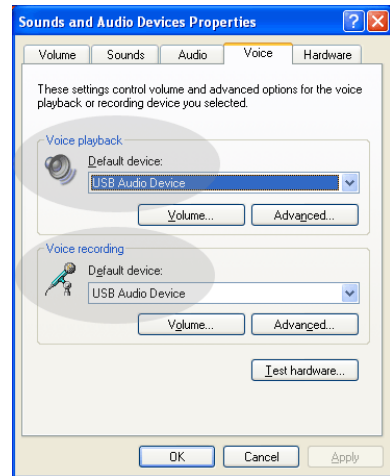 Sounds and Audio Devices Properties
Volume Sounds Audio Voice Hardware
These settings control volume and advanced options for the voice
playback or recording device you selected.
Voice playback
Default device:
USB Audio Device
Volume... Advanced...
Voice recording
Default device:
USB Audio Device
Volume... Advanced...
Test hardware...
OK Cancel Apply